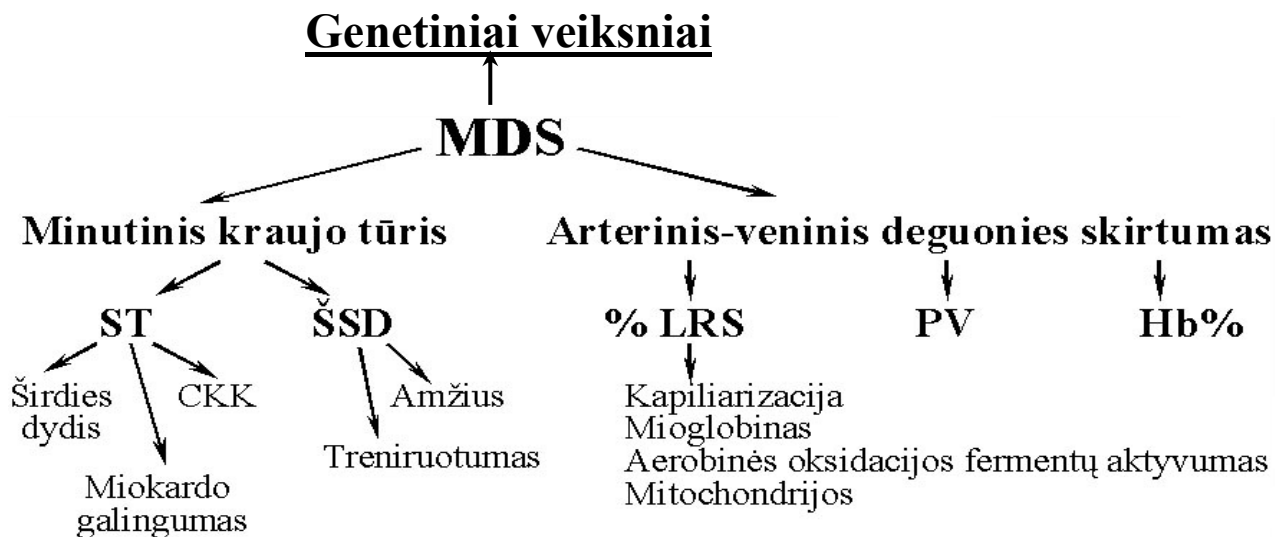 Genetiniai veiksniai
MDS
Minutinis kraujo tūris
Arterinis-veninis deguonies skirtumas
ST
ŠSD
% LRS
PV
Hb%
Širdies
dydis
CKK
Amžius
Miokardo
galingumas
Treniruotumas
Kapiliarizacija
Mioglobinas
Aerobinės oksidacijos fermentų aktyvumas
Mitochondrijos